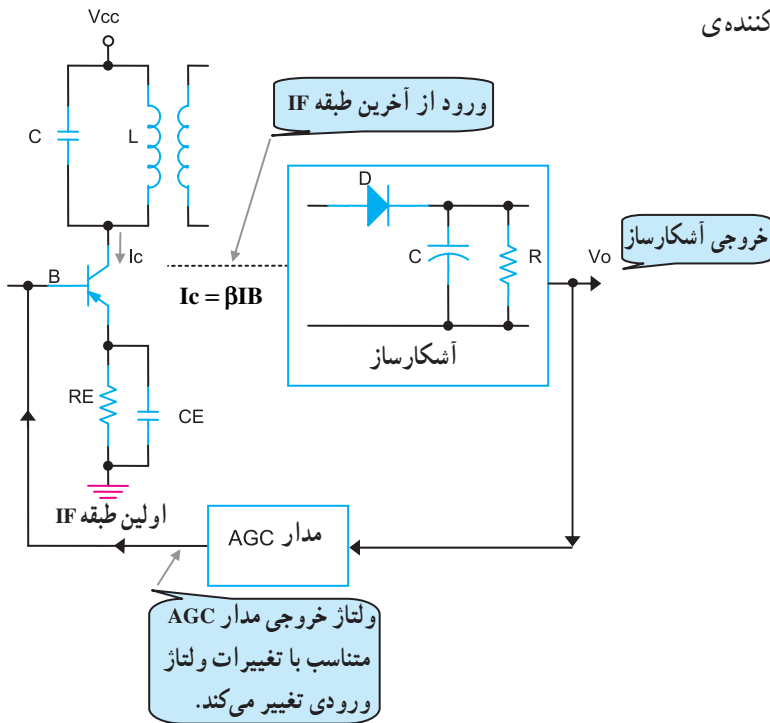 کننده‌ی
Vcc
ورود از آخرین طبقه IF
C
L
D
خروجی آشکارساز
Vo
Ic
B
Ic = βIB
C
R
آشکارساز
RE
CE
اولین طبقه IF
مدار AGC
ولتاژ خروجی مدار AGC
متناسب با تغییرات ولتاژ
ورودی تغییر می‌کند.